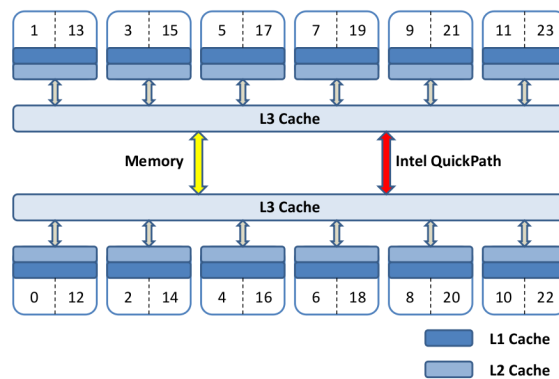 1 13 3 15 5 17 7 19 9 21 11 23
L3 Cache
Memory Intel QuickPath
L3 Cache
0 12 2 14 4 16 6 18 8 20 10 22
L1 Cache
L2 Cache